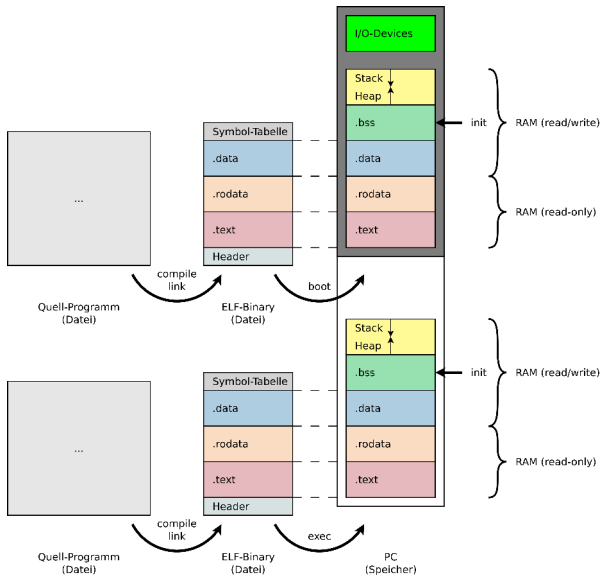 I/O-Devices
Stack
Heap
.bss
init
RAM (read/write)
Symbol-Tabelle
.data
.data
...
.rodata
.rodata
RAM (read-only)
.text
.text
Header
compile
link
boot
Quell-Programm
(Datei)
ELF-Binary
(Datei)
Stack
Heap
.bss
init
RAM (read/write)
Symbol-Tabelle
.data
.data
...
.rodata
.rodata
RAM (read-only)
.text
.text
Header
compile
link
exec
Quell-Programm
(Datei)
ELF-Binary
(Datei)
PC
(Speicher)